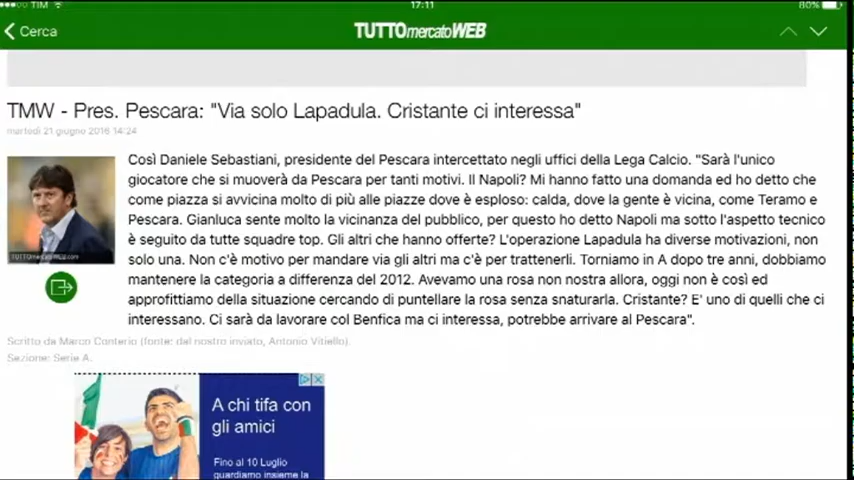 TIM
17:11
80%
Cerca
TUTTOmercatoWEB
TMW - Pres. Pescara: "Via solo Lapadula. Cristante ci interessa"
martedì 21 giugno 2016 14:24
Così Daniele Sebastiani, presidente del Pescara intercettato negli uffici della Lega Calcio. "Sarà l'unico
giocatore che si muoverà da Pescara per tanti motivi. Il Napoli? Mi hanno fatto una domanda ed ho detto che
come piazza si avvicina molto di più alle piazze dove è esploso: calda, dove la gente è vicina, come Teramo e
Pescara. Gianluca sente molto la vicinanza del pubblico, per questo ho detto Napoli ma sotto l'aspetto tecnico
è seguito da tutte squadre top. Gli altri che hanno offerte? L'operazione Lapadula ha diverse motivazioni, non
solo una. Non c'è motivo per mandare via gli altri ma c'è per trattenerli. Torniamo in A dopo tre anni, dobbiamo
mantenere la categoria a differenza del 2012. Avevamo una rosa non nostra allora, oggi non è così ed
approfittiamo della situazione cercando di puntellare la rosa senza snaturarla. Cristante? E' uno di quelli che ci
interessano. Ci sarà da lavorare col Benfica ma ci interessa, potrebbe arrivare al Pescara".
TUTTOmercatoWEB.com
Scritto da Marco Conterio (fonte: dal nostro inviato, Antonio Vitiello).
Sezione: Serie A.
A chi tifa con
gli amici
Fino al 10 Luglio
guardiamo insieme la